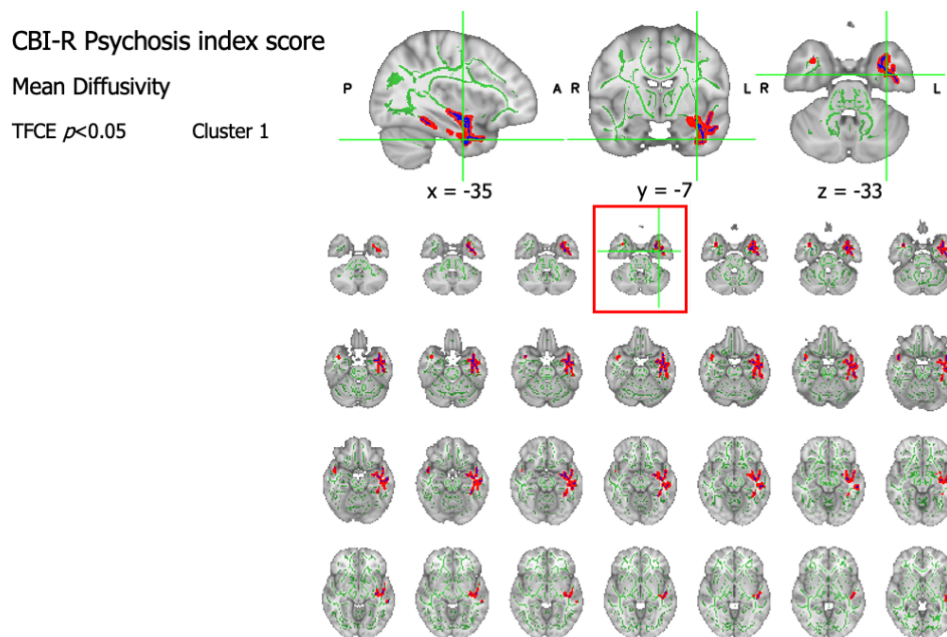 CBI-R Psychosis index score
Mean Diffusivity
TFCE p<0.05 Cluster 1
P A R L R L
x = -35 y = -7 z = -33